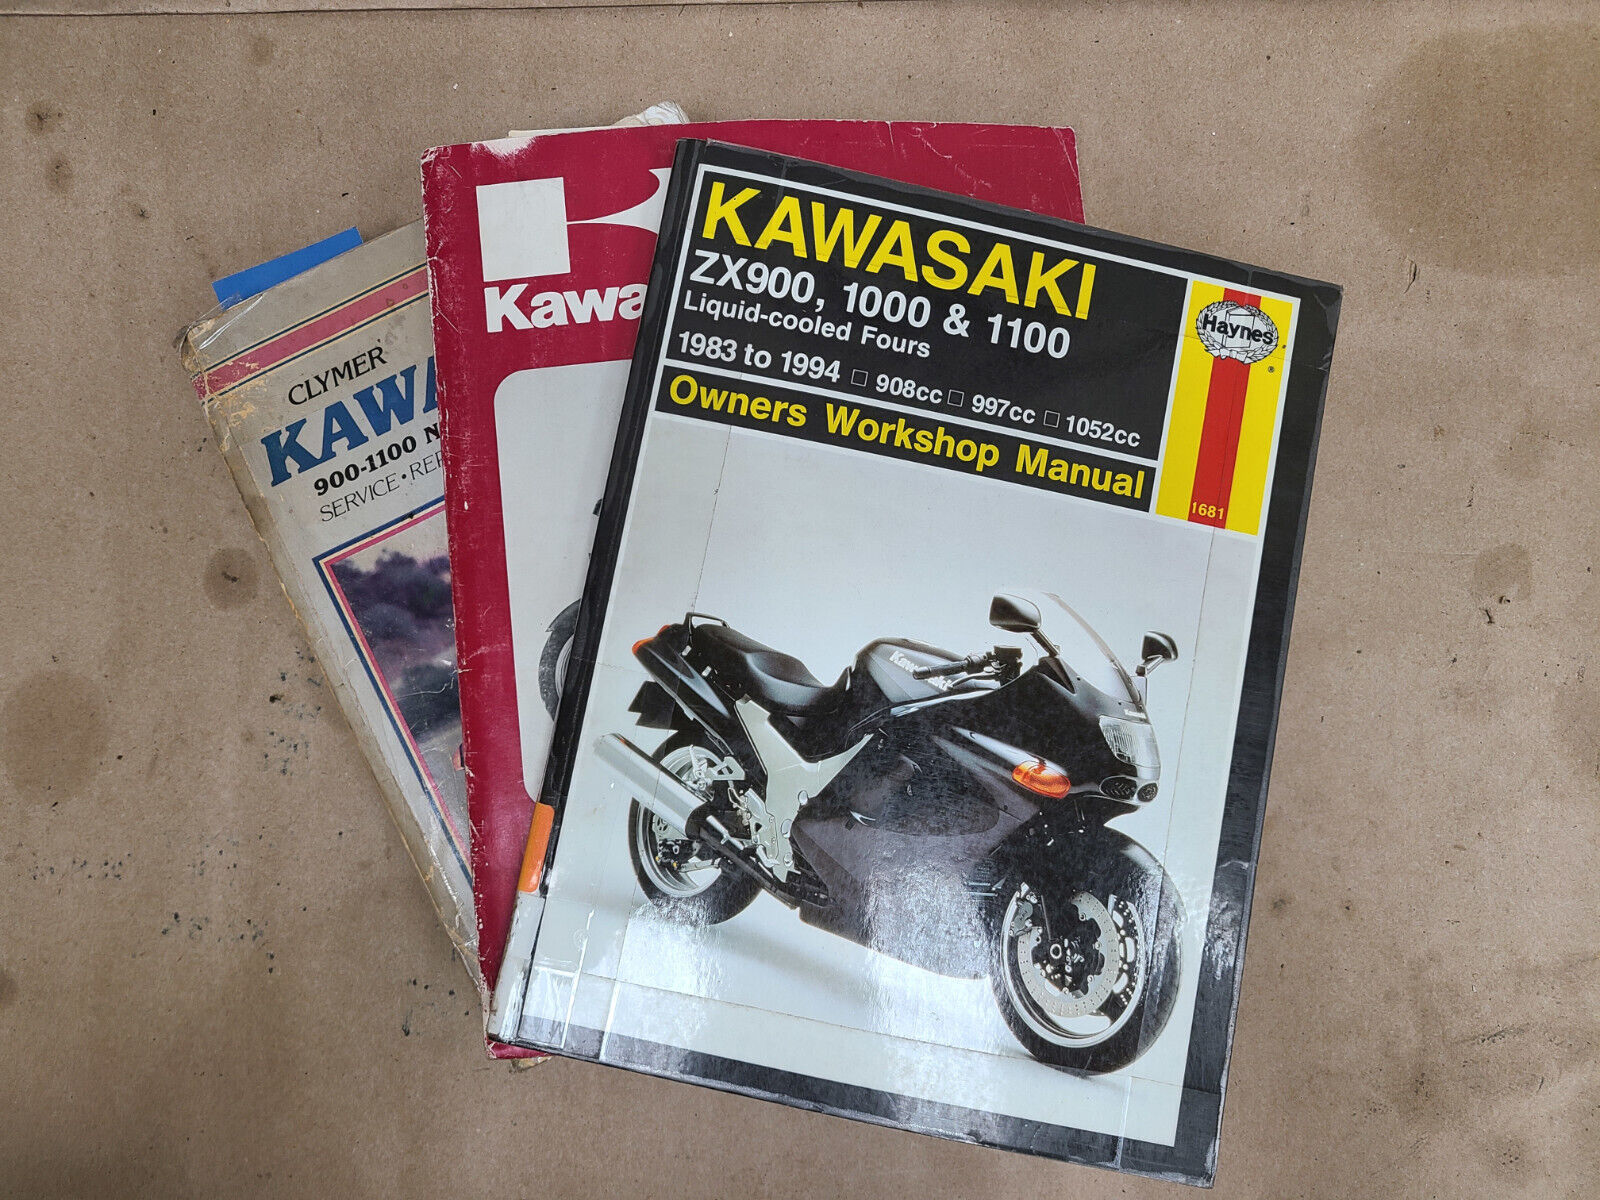 CLYMER
KAWA
900-1100 N
SERVICE • REP
Kawa
KAWASAKI
ZX900, 1000 & 1100
Liquid-cooled Fours
1983 to 1994 □ 908cc □ 997cc □ 1052cc
Owners Workshop Manual
Haynes
®
1681
Kawasaki